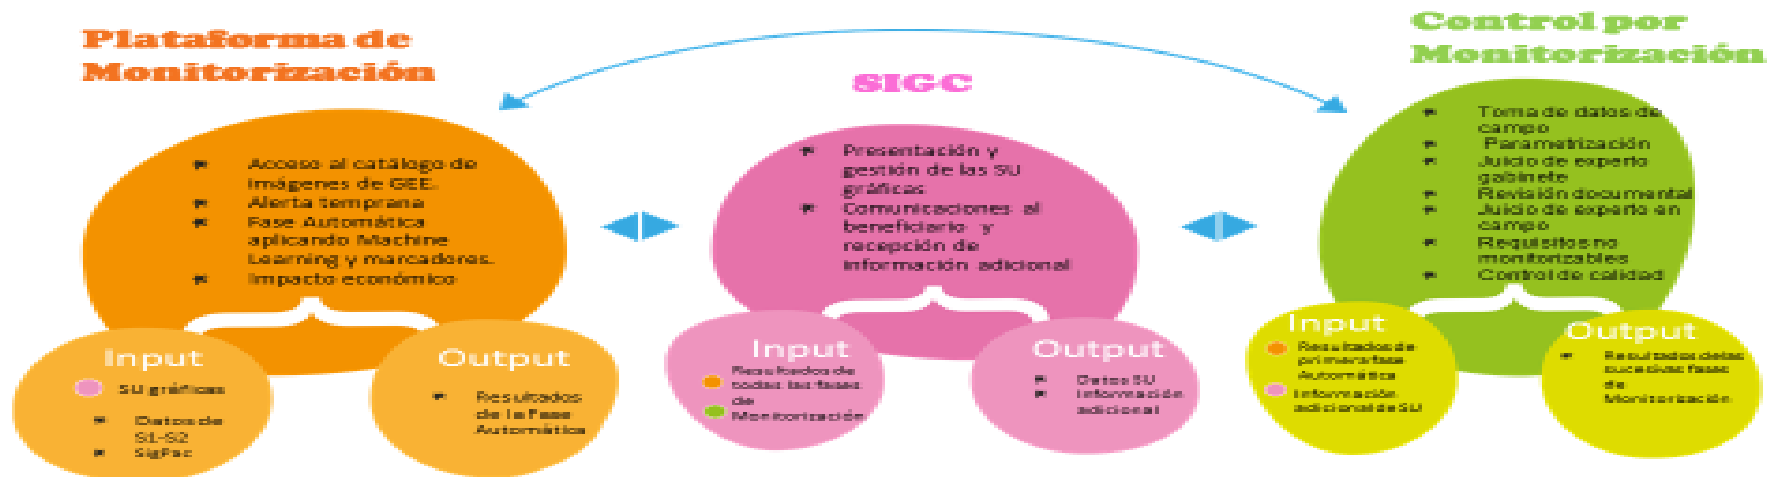 Plataforma de
Monitorización
Acceso al catálogo de
imágenes de GEE.
Alerta temprana
Fase Automática
aplicando Machine
Learning y marcadores.
Impacto económico
Input
SU gráficas
Datos de
S1-S2
SigPac
Output
Resultados
de la Fase
Automática
SIGC
Presentación y
gestión de las SU
gráficas
Comunicaciones al
beneficiario y
recepción de
información adicional
Input
Resultados de
todas las fases
de
Monitorización
Output
Datos SU
Información
adicional
Control por
Monitorización
Toma de datos de
campo
Parametrización
Juicio de experto
gabinete
Revisión documental
Juicio de experto en
campo
Requisitos no
monitorizables
Control de calidad
Input
Resultados de
primera fase
Automática
Información
adicional de SU
Output
Resultados de las
sucesivas fases
de
Monitorización